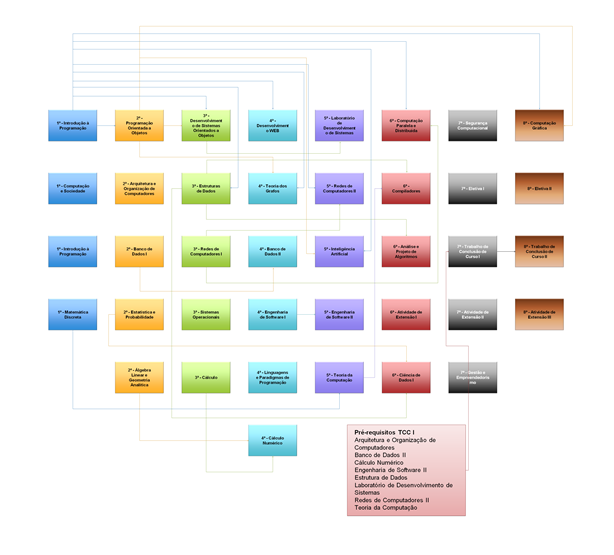 1º - Introdução à
Programação
2º -
Programação
Orientada a
Objetos
3º -
Desenvolviment
o de Sistemas
Orientados a
Objetos
4º -
Desenvolviment
o WEB
5º - Laboratório
de
Desenvolviment
o de Sistemas
6º - Computação
Paralela e
Distribuída
7º - Segurança
Computacional
8º - Computação
Gráfica
1º - Computação
e Sociedade
2º - Arquitetura e
Organização de
Computadores
3º - Estruturas
de Dados
4º - Teoria dos
Grafos
5º - Redes de
Computadores II
6º -
Compiladores
7º - Eletiva I
8º - Eletiva II
1º - Introdução à
Programação
2º - Banco de
Dados I
3º - Redes de
Computadores I
4º - Banco de
Dados II
5º - Inteligência
Artificial
6º - Análise e
Projeto de
Algoritmos
7º - Trabalho de
Conclusão de
Curso I
8º - Trabalho de
Conclusão de
Curso II
1º - Matemática
Discreta
2º - Estatística e
Probabilidade
3º - Sistemas
Operacionais
4º - Engenharia
de Software I
5º - Engenharia
de Software II
6º - Atividade de
Extensão I
7º - Atividade de
Extensão II
8º - Atividade de
Extensão III
2º - Álgebra
Linear e
Geometria
Analítica
3º - Cálculo
4º - Linguagens
e Paradigmas de
Programação
5º - Teoria da
Computação
6º - Ciência de
Dados I
7º - Gestão e
Empreendedoris
mo
4º - Cálculo
Numérico
Pré-requisitos TCC I
Arquitetura e Organização de
Computadores
Banco de Dados II
Cálculo Numérico
Engenharia de Software II
Estrutura de Dados
Laboratório de Desenvolvimento de
Sistemas
Redes de Computadores II
Teoria da Computação